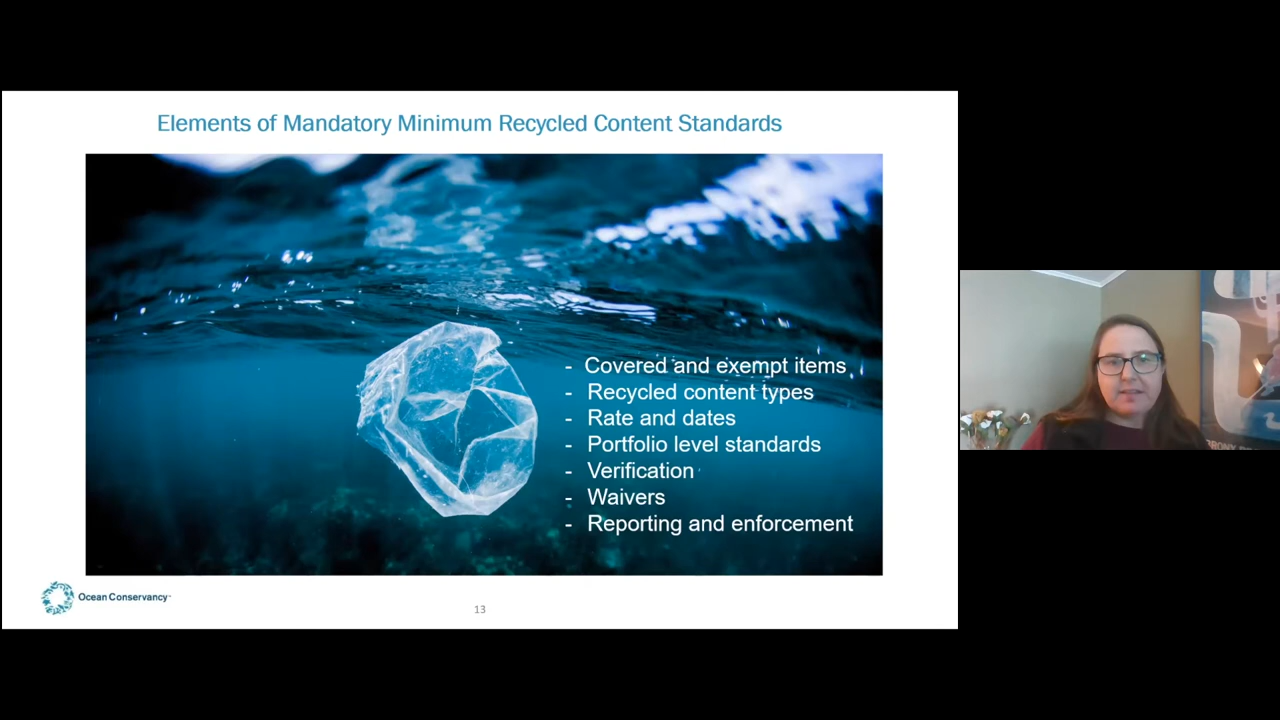 Elements of Mandatory Minimum Recycled Content Standards
- Covered and exempt items
- Recycled content types
- Rate and dates
- Portfolio level standards
- Verification
- Waivers
- Reporting and enforcement
Ocean Conservancy™
13